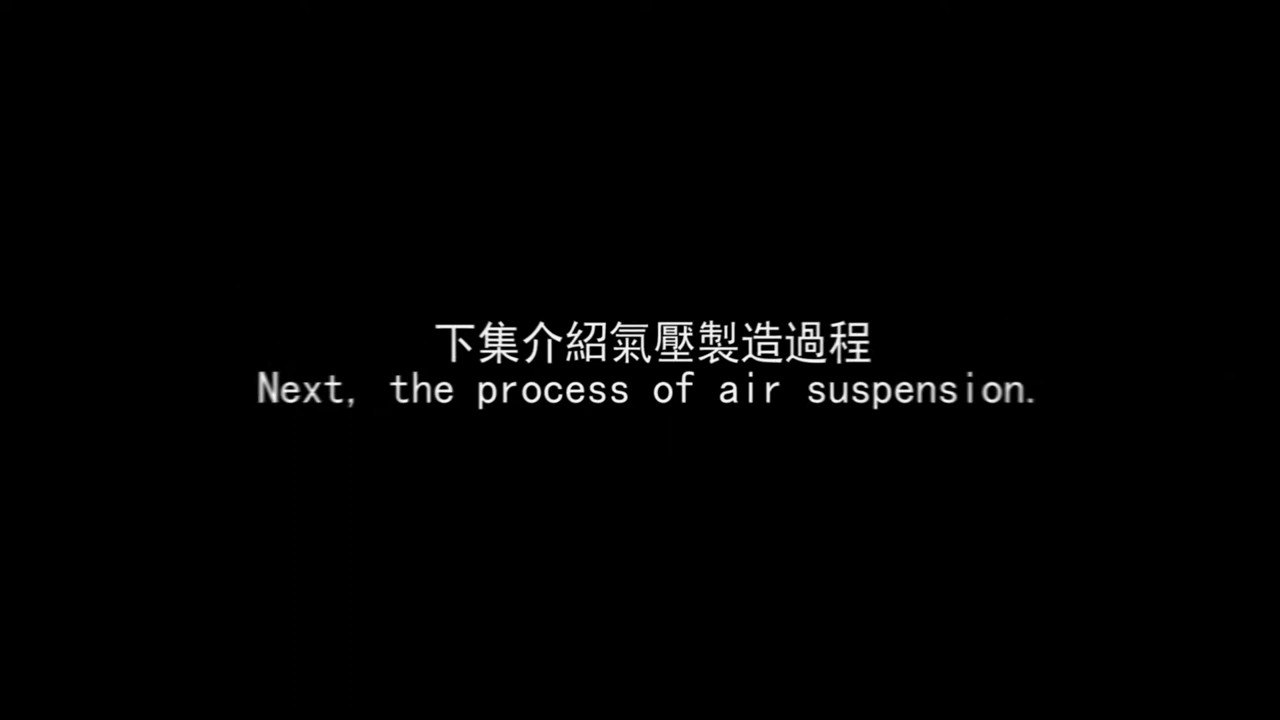 下集介紹氣壓製造過程
Next, the process of air suspension.